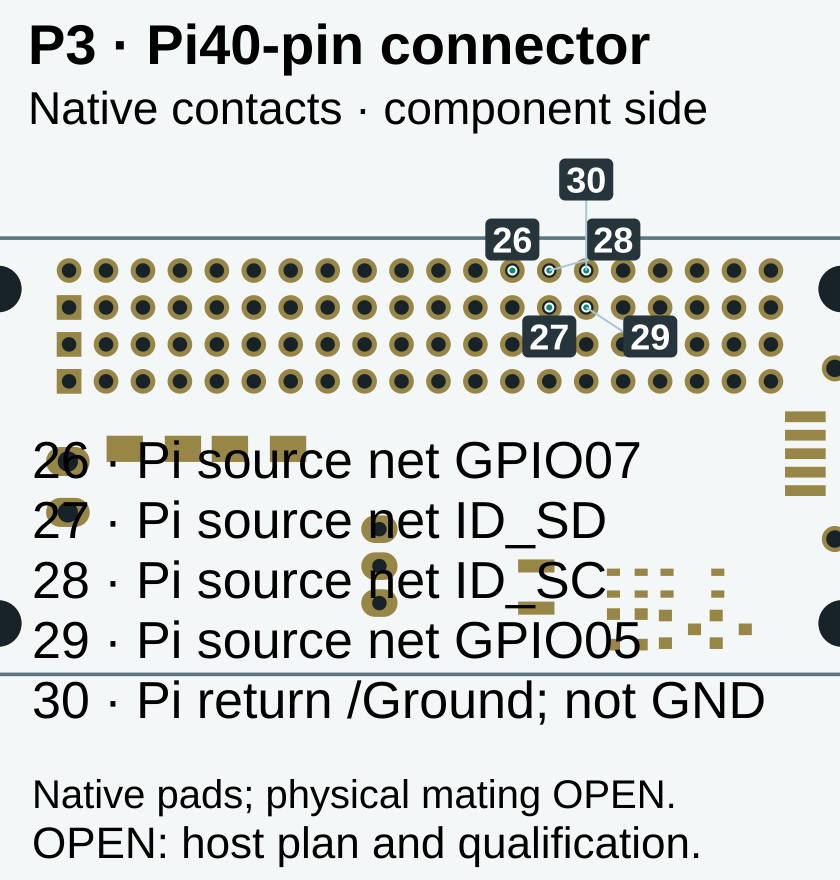 P3 · Pi40-pin connector
Native contacts · component side
30
26 28
27 29
26 · Pi source net GPIO07
27 · Pi source net ID_SD
28 · Pi source net ID_SC
29 · Pi source net GPIO05
30 · Pi return /Ground; not GND
Native pads; physical mating OPEN.
OPEN: host plan and qualification.